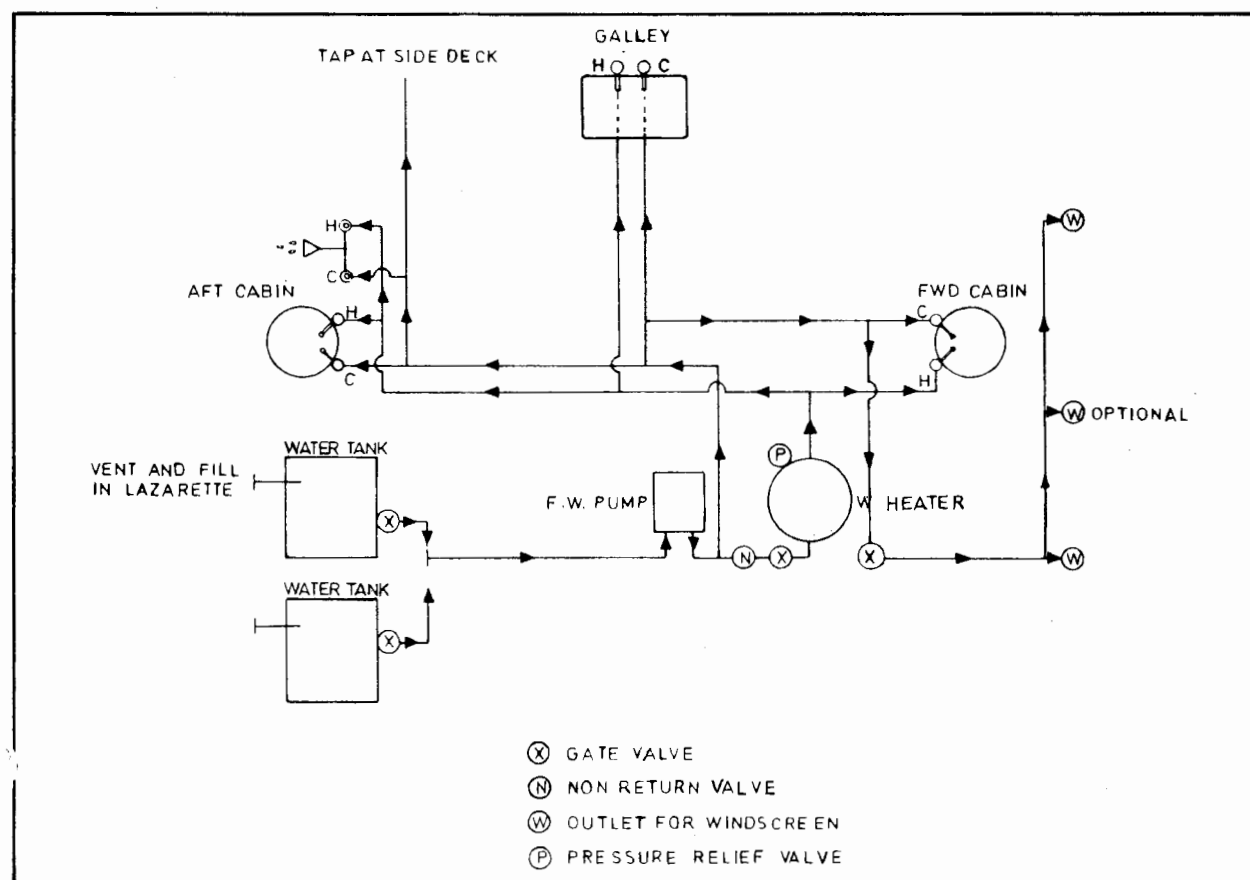 GALLEY
TAP AT SIDE DECK
H C
H
C
AFT CABIN
H
C
FWD CABIN
C
H
W
W OPTIONAL
W
WATER TANK
VENT AND FILL
IN LAZARETTE
X
F.W. PUMP
P
W HEATER
N X
X
WATER TANK
X
X GATE VALVE
N NON RETURN VALVE
W OUTLET FOR WINDSCREEN
P PRESSURE RELIEF VALVE